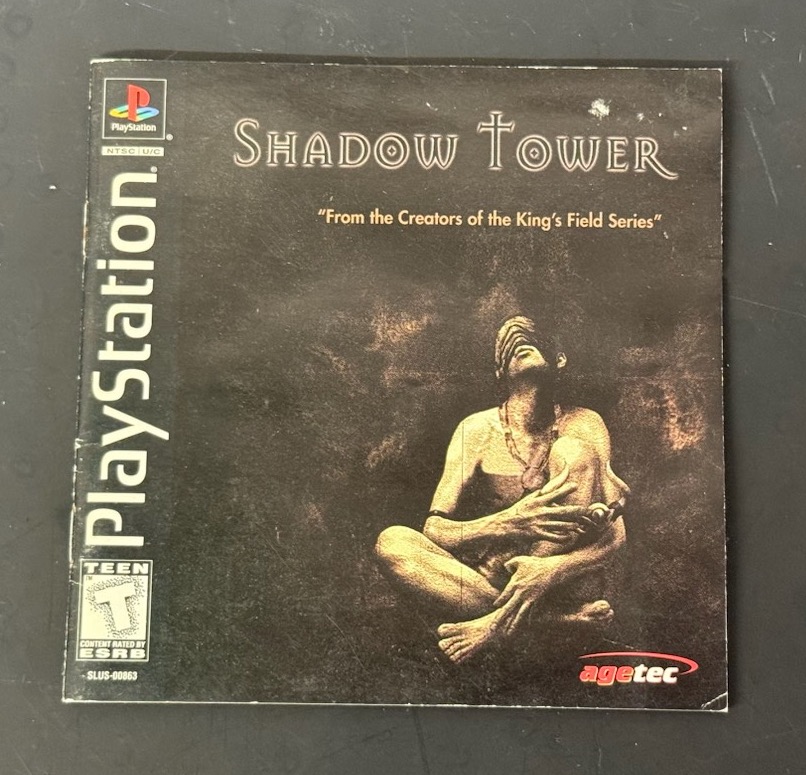 PlayStation
®
NTSC U/C
PlayStation®
SHADOW TOWER
"From the Creators of the King's Field Series"
TEEN
T
™
CONTENT RATED BY
ESRB
SLUS-00863
agetec